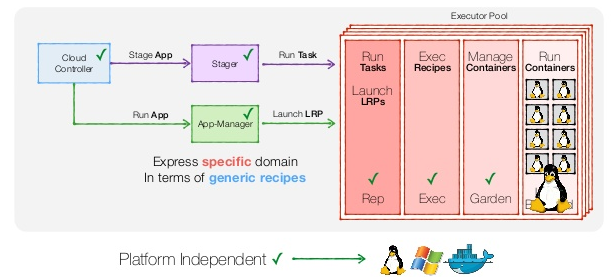 Executor Pool
Cloud
Controller
Stage App
Stager
Run Task
Run App
App-Manager
Launch LRP
Express specific domain
In terms of generic recipes
Run
Tasks
Launch
LRPs
Rep
Exec
Recipes
Exec
Manage
Containers
Garden
Run
Containers
Platform Independent